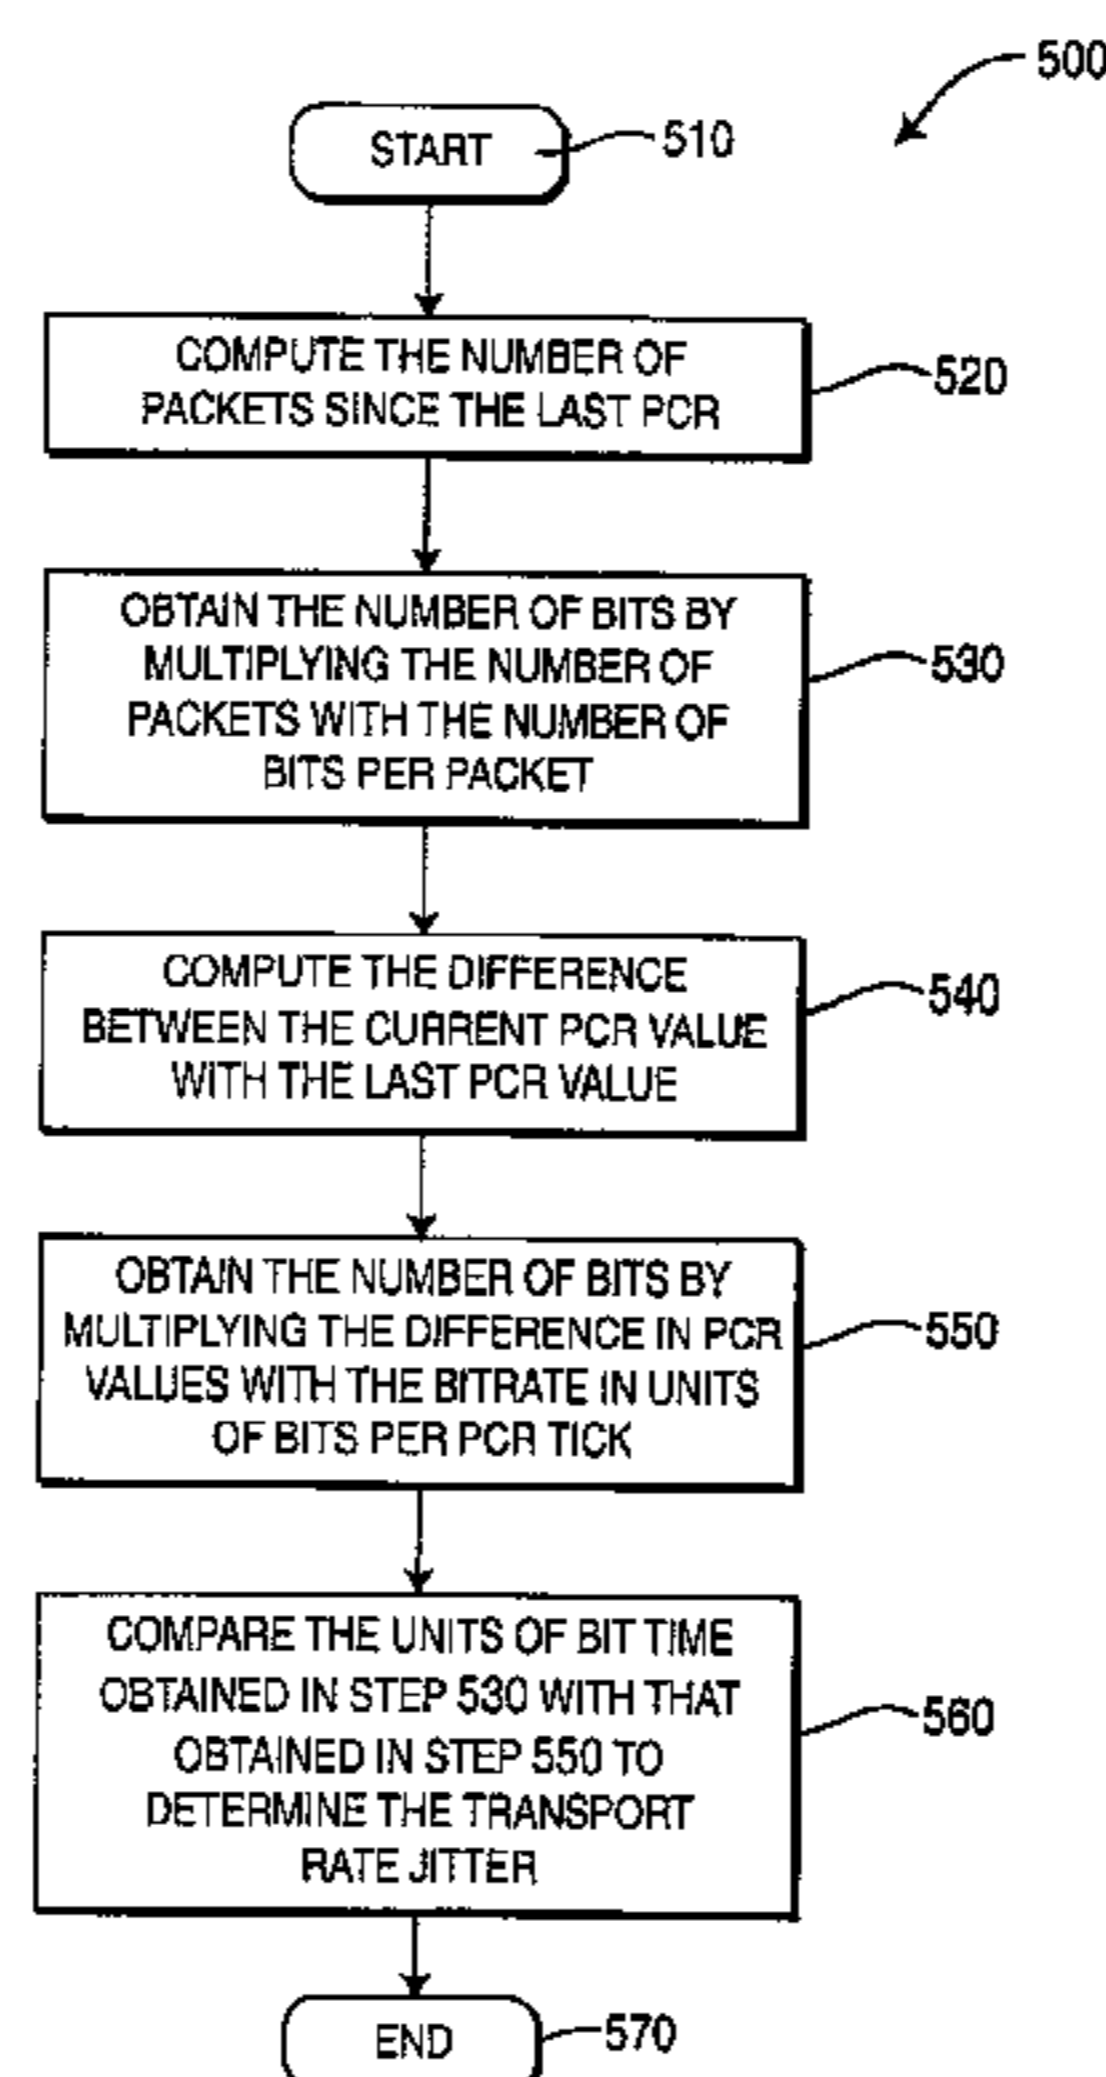 500
START
510
COMPUTE THE NUMBER OF
PACKETS SINCE THE LAST PCR
520
OBTAIN THE NUMBER OF BITS BY
MULTIPLYING THE NUMBER OF
PACKETS WITH THE NUMBER OF
BITS PER PACKET
530
COMPUTE THE DIFFERENCE
BETWEEN THE CURRENT PCR VALUE
WITH THE LAST PCR VALUE
540
OBTAIN THE NUMBER OF BITS BY
MULTIPLYING THE DIFFERENCE IN PCR
VALUES WITH THE BITRATE IN UNITS
OF BITS PER PCR TICK
550
COMPARE THE UNITS OF BIT TIME
OBTAINED IN STEP 530 WITH THAT
OBTAINED IN STEP 550 TO
DETERMINE THE TRANSPORT
RATE JITTER
560
END
570